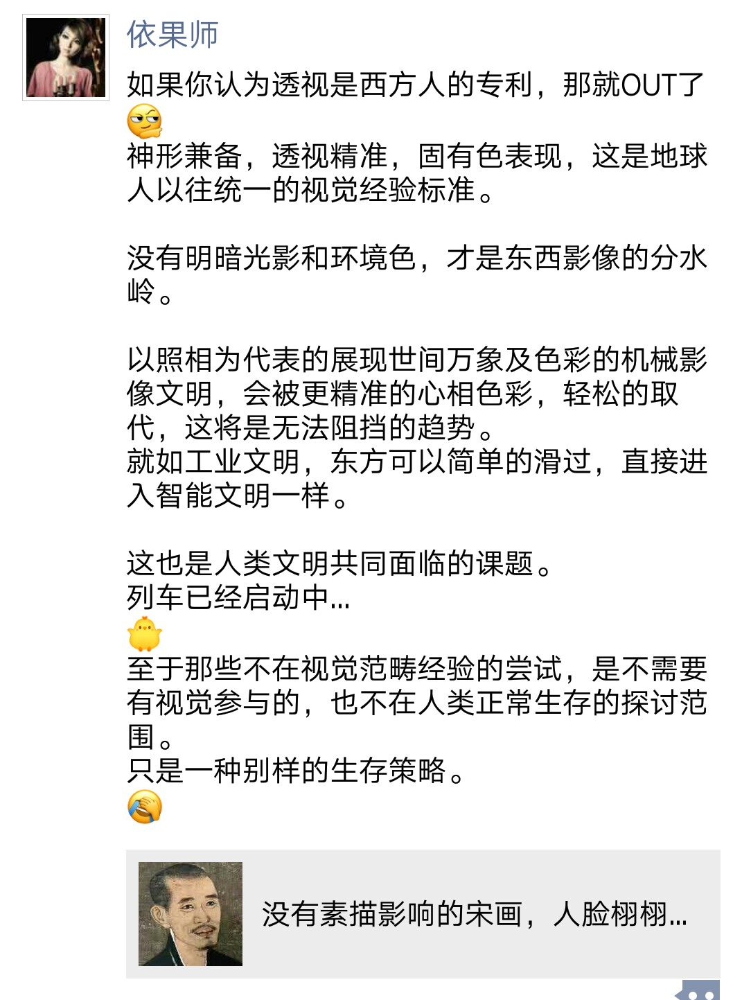 依果师
如果你认为透视是西方人的专利，那就OUT了
神形兼备，透视精准，固有色表现，这是地球
人以往统一的视觉经验标准。
没有明暗光影和环境色，才是东西影像的分水
岭。
以照相为代表的展现世间万象及色彩的机械影
像文明，会被更精准的心相色彩，轻松的取
代，这将是无法阻挡的趋势。
就如工业文明，东方可以简单的滑过，直接进
入智能文明一样。
这也是人类文明共同面临的课题。
列车已经启动中...
至于那些不在视觉范畴经验的尝试，是不需要
有视觉参与的，也不在人类正常生存的探讨范
围。
只是一种别样的生存策略。
没有素描影响的宋画，人脸栩栩...